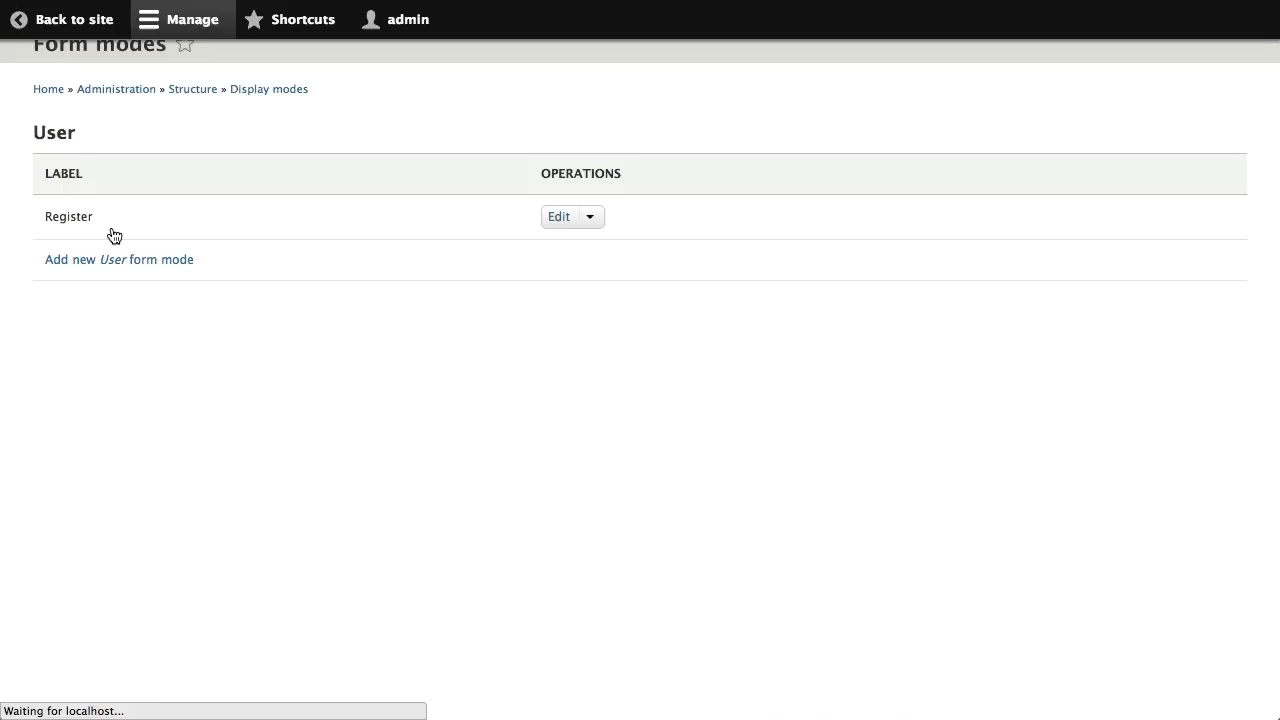 Back to site Manage Shortcuts admin
Form modes
Home » Administration » Structure » Display modes
User
LABEL OPERATIONS
Register Edit
Add new User form mode
Waiting for localhost...